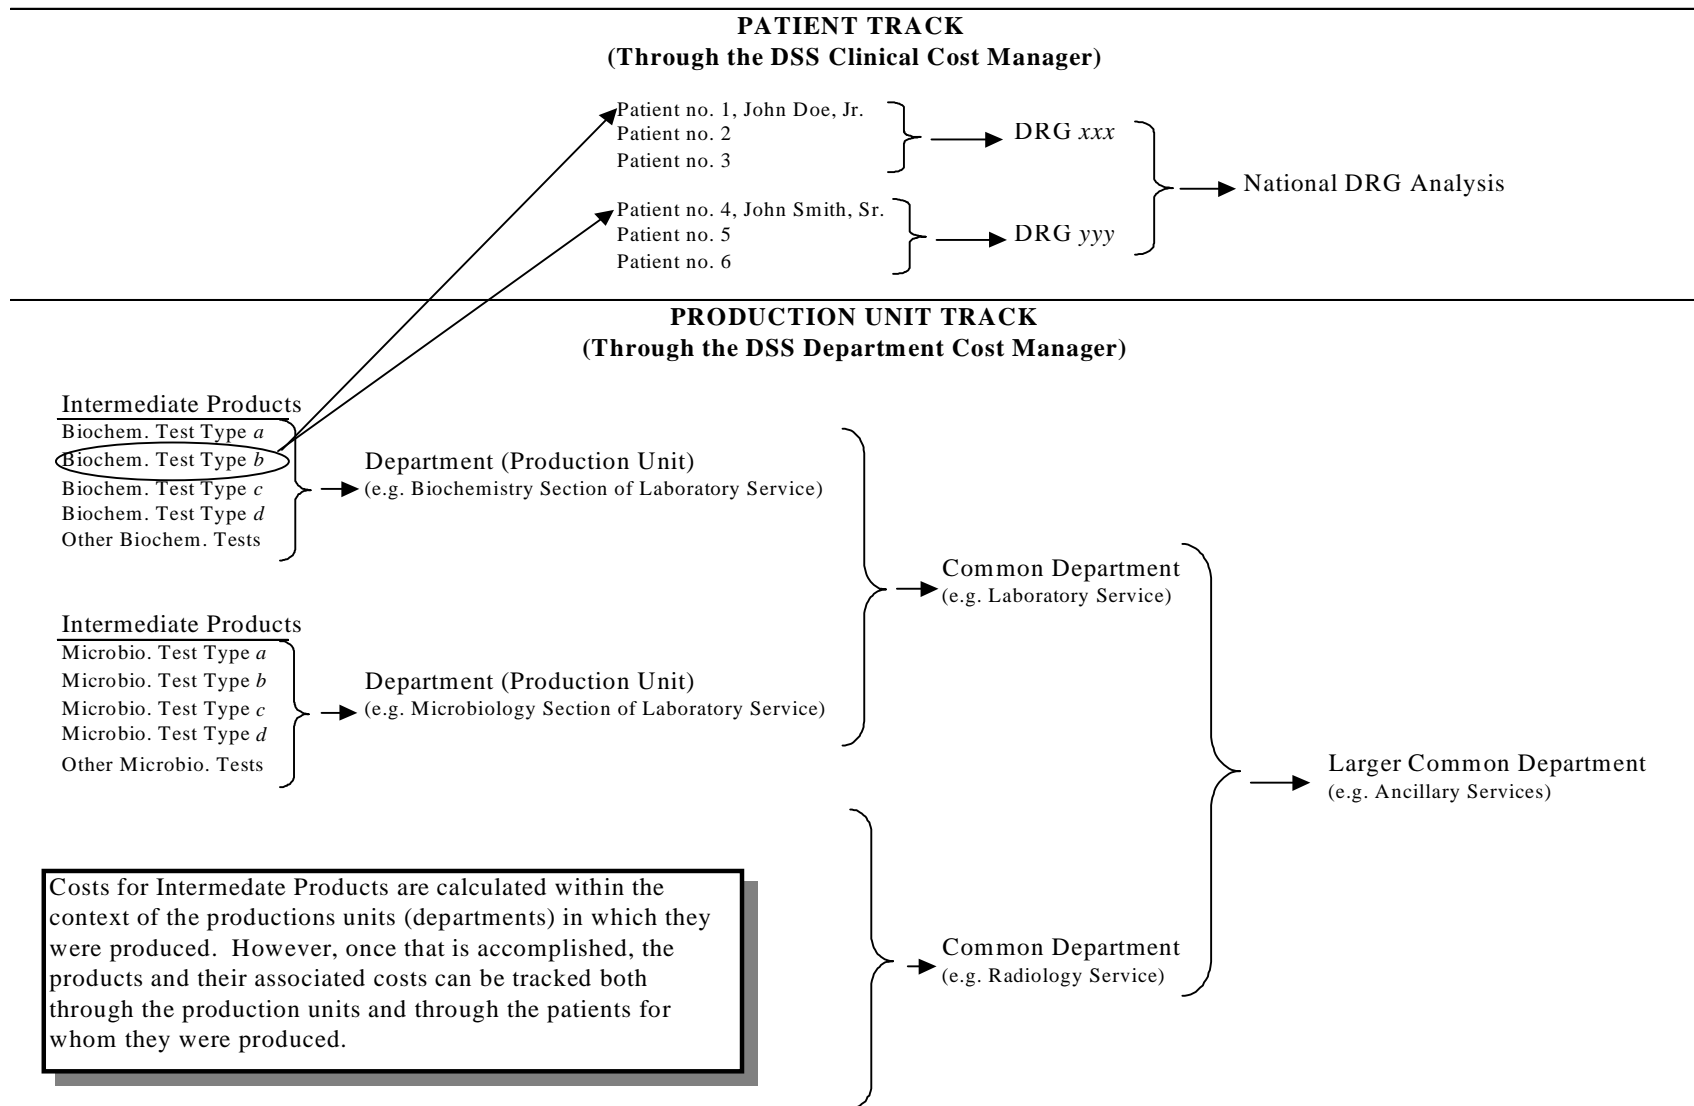 PATIENT TRACK
(Through the DSS Clinical Cost Manager)
Patient no. 1, John Doe, Jr.
Patient no. 2
Patient no. 3
DRG xxx
National DRG Analysis
Patient no. 4, John Smith, Sr.
Patient no. 5
Patient no. 6
DRG yyy
PRODUCTION UNIT TRACK
(Through the DSS Department Cost Manager)
Intermediate Products
Biochem. Test Type a
Biochem. Test Type b
Biochem. Test Type c
Biochem. Test Type d
Other Biochem. Tests
Department (Production Unit)
(e.g. Biochemistry Section of Laboratory Service)
Common Department
(e.g. Laboratory Service)
Intermediate Products
Microbio. Test Type a
Microbio. Test Type b
Microbio. Test Type c
Microbio. Test Type d
Other Microbio. Tests
Department (Production Unit)
(e.g. Microbiology Section of Laboratory Service)
Larger Common Department
(e.g. Ancillary Services)
Costs for Intermedate Products are calculated within the
context of the productions units (departments) in which they
were produced.  However, once that is accomplished, the
products and their associated costs can be tracked both
through the production units and through the patients for
whom they were produced.
Common Department
(e.g. Radiology Service)